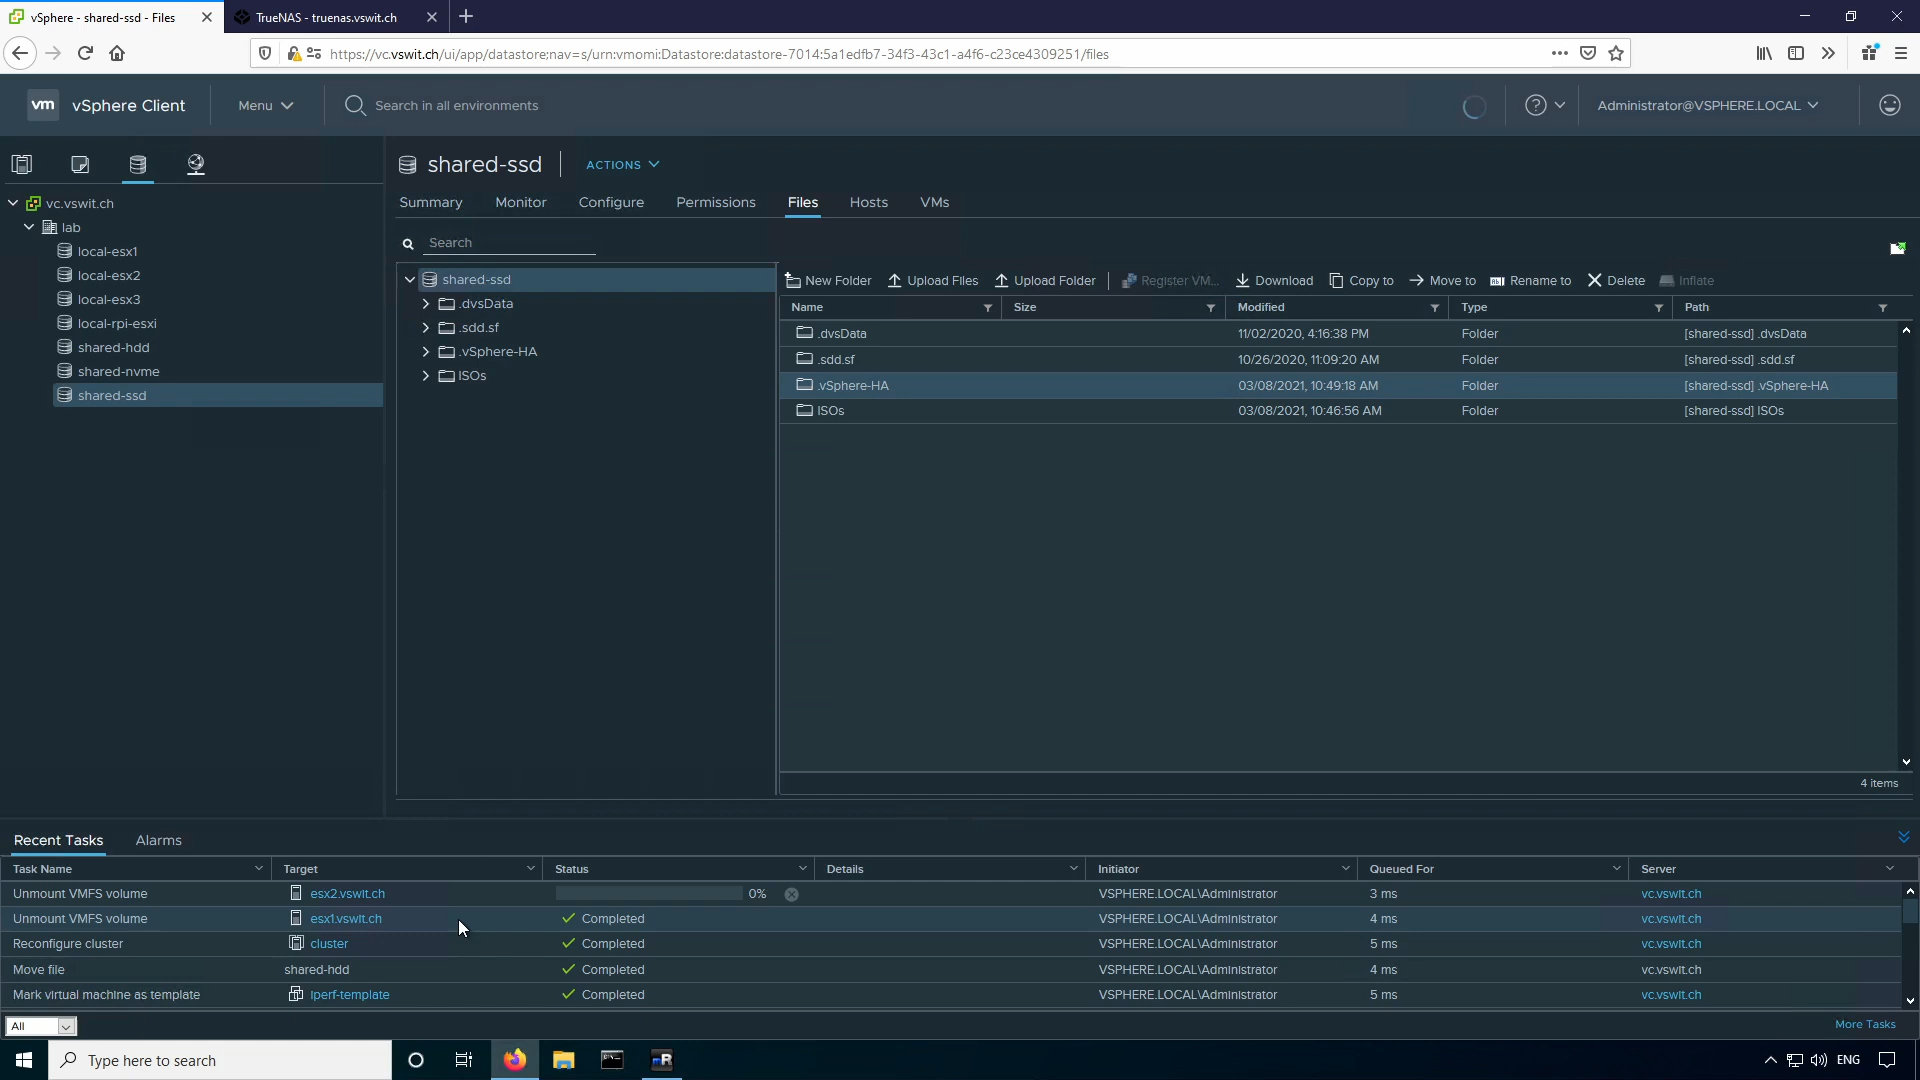 vSphere - shared-ssd - Files
TrueNAS - truenas.vswit.ch
https://vc.vswit.ch/ui/app/datastore;nav=s/urn:vmomi:Datastore:datastore-7014:5a1edfb7-34f3-43c1-a4f6-c23ce4309251/files
vm vSphere Client Menu Search in all environments Administrator@VSPHERE.LOCAL
shared-ssd ACTIONS
Summary Monitor Configure Permissions Files Hosts VMs
vc.vswit.ch
lab
local-esx1
local-esx2
local-esx3
local-rpi-esxi
shared-hdd
shared-nvme
shared-ssd
Search
shared-ssd
.dvsData
.sdd.sf
.vSphere-HA
ISOs
New Folder Upload Files Upload Folder Register VM... Download Copy to Move to Rename to Delete Inflate
Name Size Modified Type Path
.dvsData 11/02/2020, 4:16:38 PM Folder [shared-ssd] .dvsData
.sdd.sf 10/26/2020, 11:09:20 AM Folder [shared-ssd] .sdd.sf
.vSphere-HA 03/08/2021, 10:49:18 AM Folder [shared-ssd] .vSphere-HA
ISOs 03/08/2021, 10:46:56 AM Folder [shared-ssd] ISOs
4 items
Recent Tasks Alarms
Task Name Target Status Details Initiator Queued For Server
Unmount VMFS volume esx2.vswit.ch 0% VSPHERE.LOCAL\Administrator 3 ms vc.vswit.ch
Unmount VMFS volume esx1.vswit.ch Completed VSPHERE.LOCAL\Administrator 4 ms vc.vswit.ch
Reconfigure cluster cluster Completed VSPHERE.LOCAL\Administrator 5 ms vc.vswit.ch
Move file shared-hdd Completed VSPHERE.LOCAL\Administrator 4 ms vc.vswit.ch
Mark virtual machine as template iperf-template Completed VSPHERE.LOCAL\Administrator 5 ms vc.vswit.ch
All More Tasks
Type here to search ENG